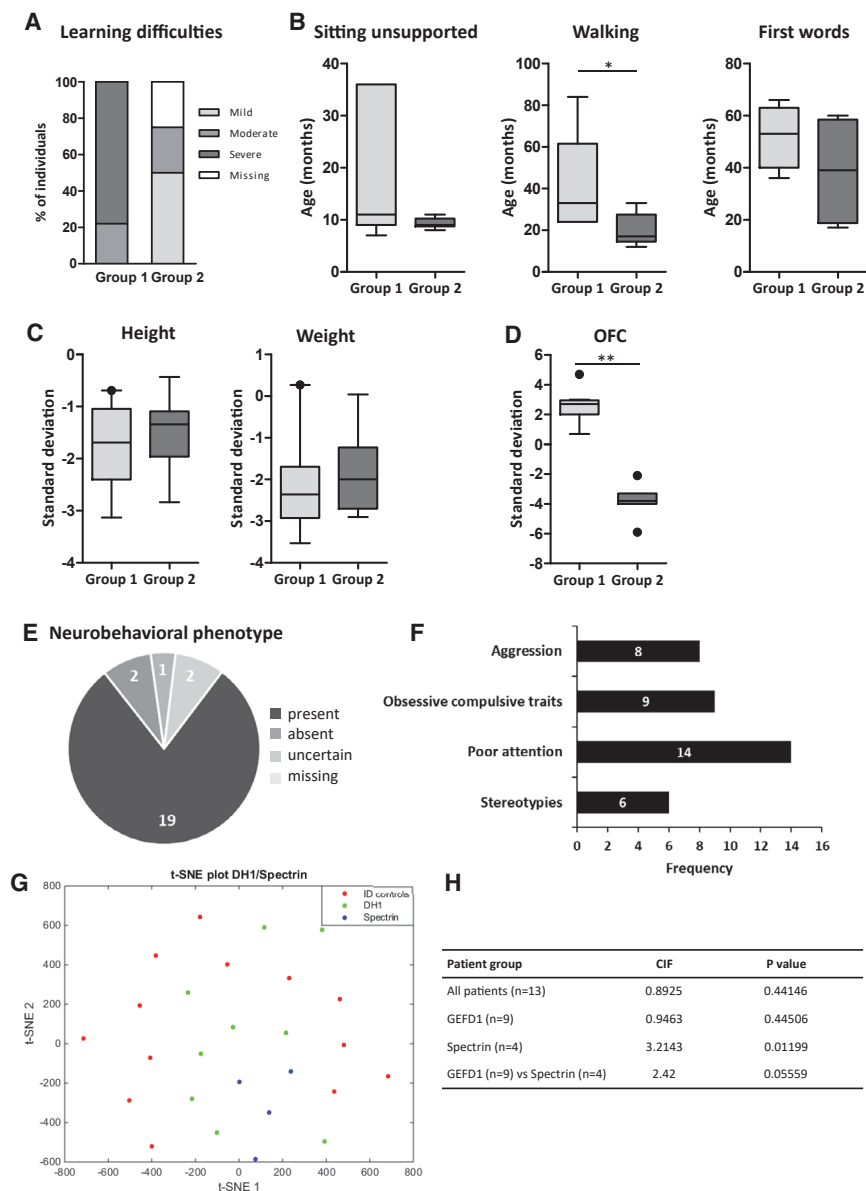 A Learning difficulties
100
80
60
40
20
0
% of individuals
Group 1 Group 2
Mild
Moderate
Severe
Missing
B Sitting unsupported
40
30
20
10
0
Age (months)
Group 1 Group 2
Walking
*
100
80
60
40
20
0
Age (months)
Group 1 Group 2
First words
80
60
40
20
0
Age (months)
Group 1 Group 2
C Height
0
-1
-2
-3
-4
Standard deviation
Group 1 Group 2
Weight
1
0
-1
-2
-3
-4
Standard deviation
Group 1 Group 2
D OFC
**
6
4
2
0
-2
-4
-6
-8
Standard deviation
Group 1 Group 2
E Neurobehavioral phenotype
2 1 2
19
present
absent
uncertain
missing
F
Aggression 8
Obsessive compulsive traits 9
Poor attention 14
Stereotypies 6
0 2 4 6 8 10 12 14 16
Frequency
G
t-SNE plot DH1/Spectrin
ID controls
DH1
Spectrin
800
600
400
200
0
-200
-400
-600
t-SNE 2
-800 -600 -400 -200 0 200 400 600 800
t-SNE 1
H
Patient group CIF P value
All patients (n=13) 0.8925 0.44146
GEFD1 (n=9) 0.9463 0.44506
Spectrin (n=4) 3.2143 0.01199
GEFD1 (n=9) vs Spectrin (n=4) 2.42 0.05559